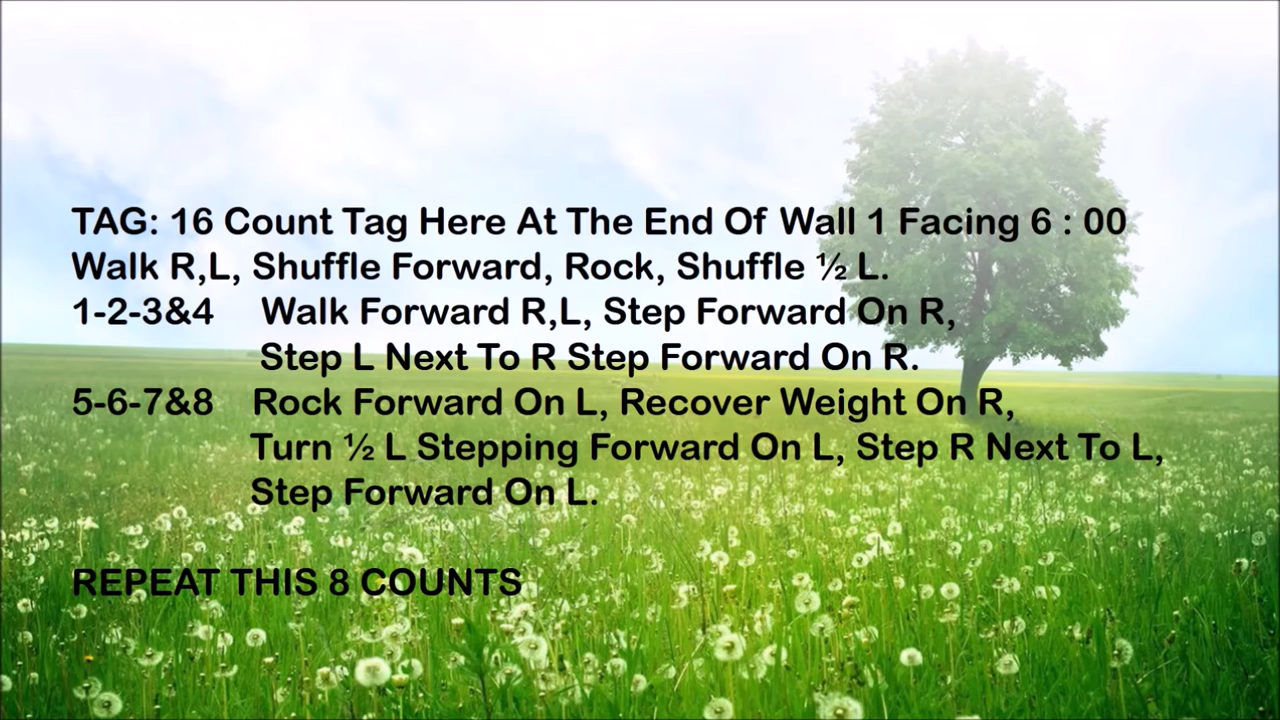 TAG: 16 Count Tag Here At The End Of Wall 1 Facing 6 : 00
Walk R,L, Shuffle Forward, Rock, Shuffle ½ L.
1-2-3&4 Walk Forward R,L, Step Forward On R,
Step L Next To R Step Forward On R.
5-6-7&8 Rock Forward On L, Recover Weight On R,
Turn ½ L Stepping Forward On L, Step R Next To L,
Step Forward On L.
REPEAT THIS 8 COUNTS